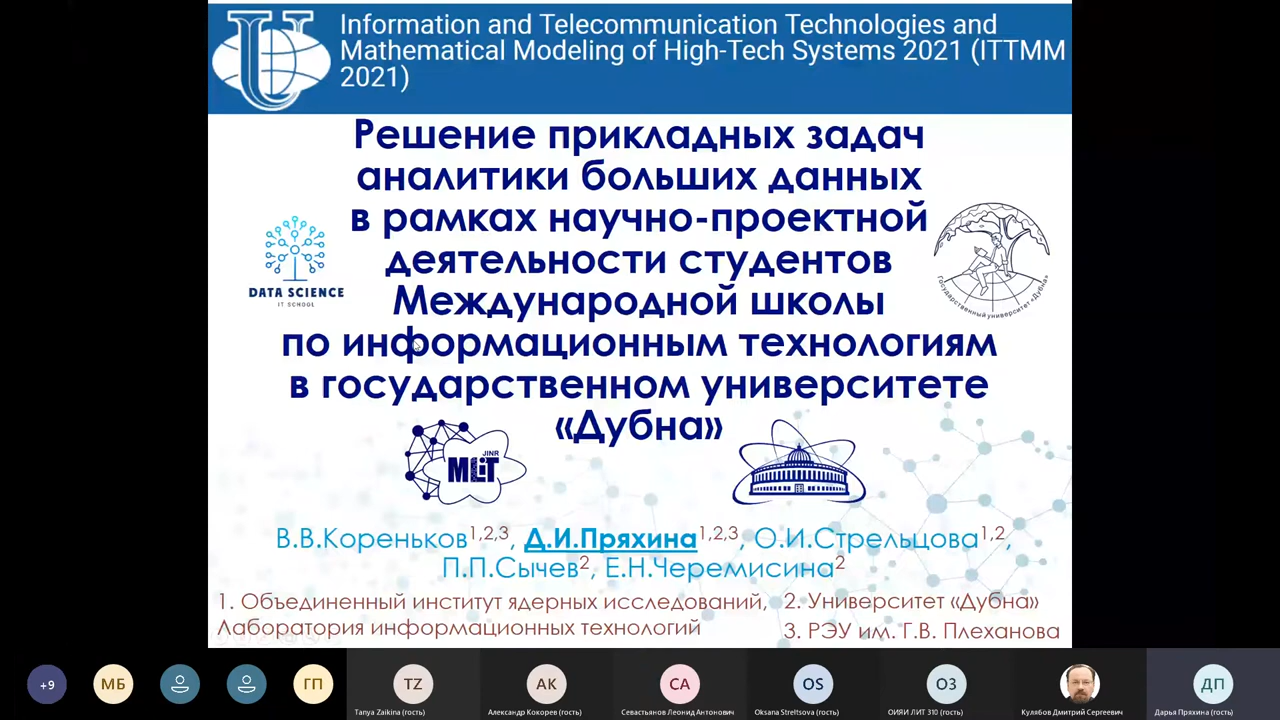 Information and Telecommunication Technologies and
Mathematical Modeling of High-Tech Systems 2021 (ITTMM
2021)
Решение прикладных задач
аналитики больших данных
в рамках научно-проектной
деятельности студентов
Международной школы
по информационным технологиям
в государственном университете
«Дубна»
DATA SCIENCE
IT SCHOOL
Государственный университет «Дубна»
JINR
MLIT
В.В.Кореньков1,2,3, Д.И.Пряхина1,2,3, О.И.Стрельцова1,2,
П.П.Сычев2, Е.Н.Черемисина2
1. Объединенный институт ядерных исследований,
Лаборатория информационных технологий
2. Университет «Дубна»
3. РЭУ им. Г.В. Плеханова
+9
МБ
ГП
TZ
АК
СА
OS
ОЗ
ДП
Tanya Zaikina (гость)
Александр Кокорев (гость)
Севастьянов Леонид Антонович
Oksana Streltsova (гость)
ОИЯИ ЛИТ 310 (гость)
Кулябов Дмитрий Сергеевич
Дарья Пряхина (гость)